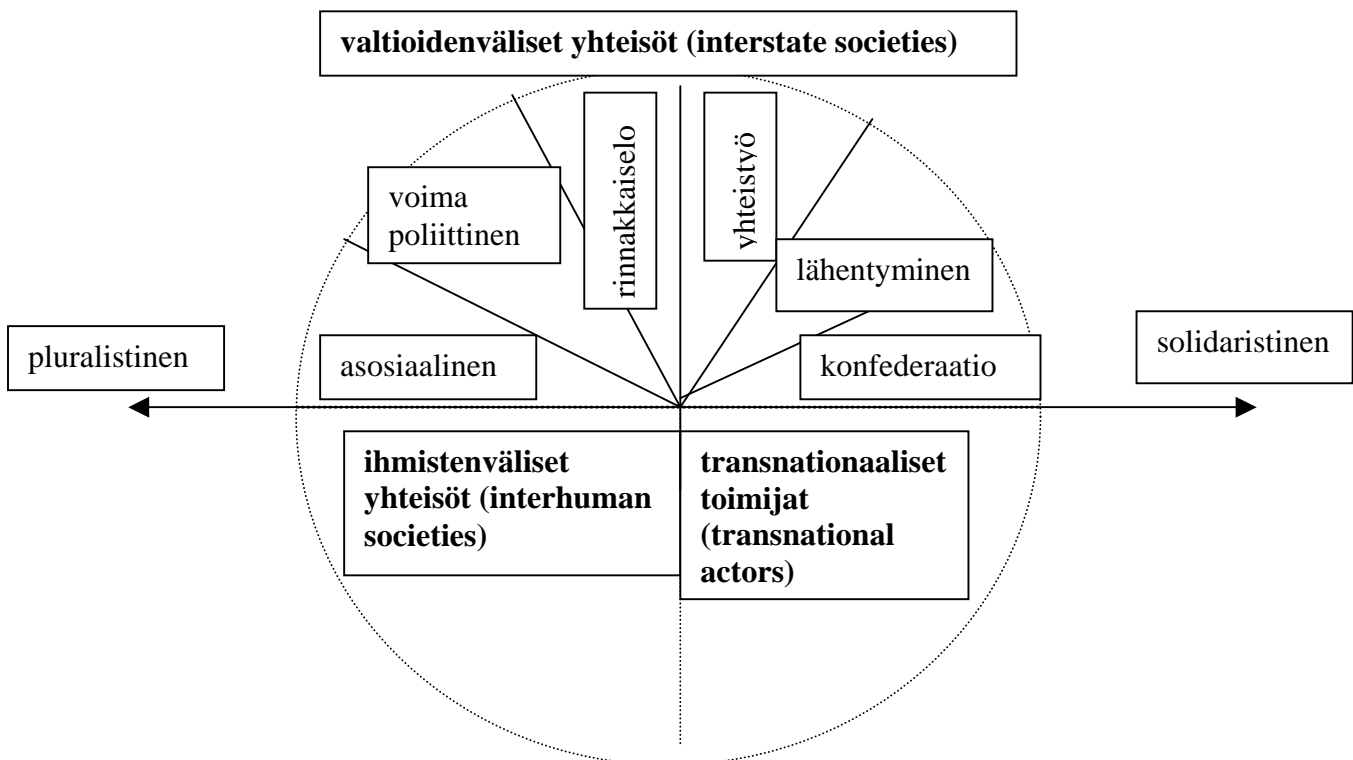 valtioidenväliset yhteisöt (interstate societies)
voima
poliittinen
rinnakkaiselo
yhteistyö
lähentyminen
pluralistinen
asosiaalinen
konfederaatio
solidaristinen
ihmistenväliset
yhteisöt (interhuman
societies)
transnationaaliset
toimijat
(transnational
actors)